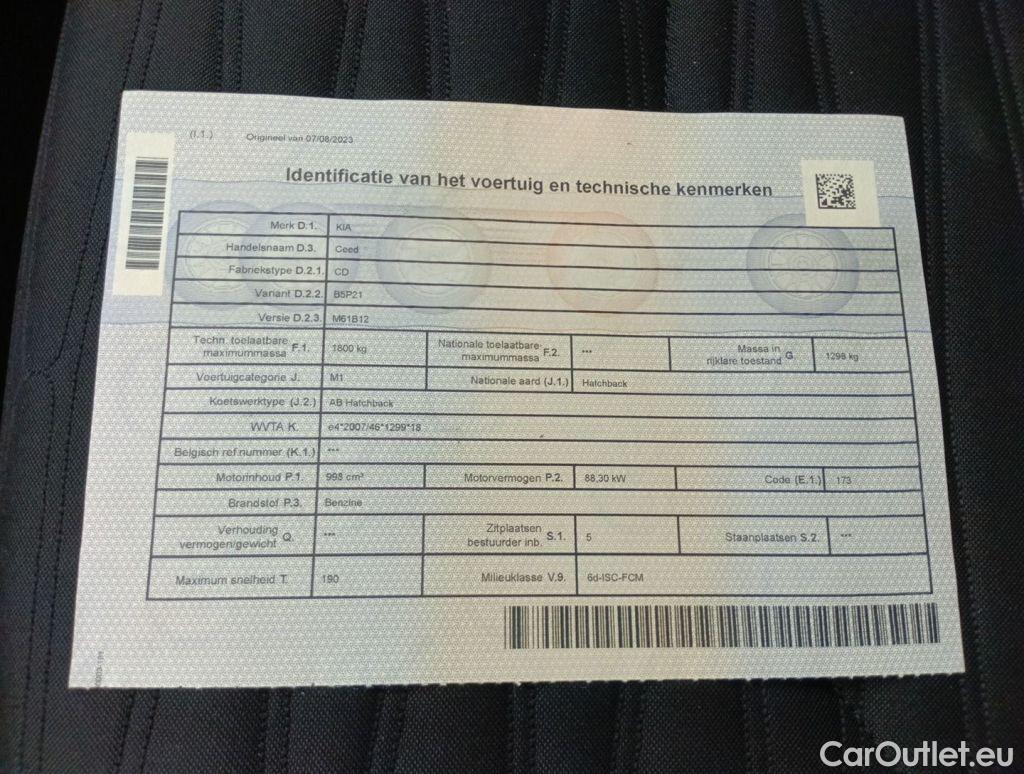 (I.1.) Origineel van 07/08/2023
Identificatie van het voertuig en technische kenmerken
Merk D.1. KIA
Handelsnaam D.3. Ceed
Fabriekstype D.2.1. CD
Variant D.2.2. B5P21
Versie D.2.3. M61B12
Techn. toelaatbare maximummassa F.1. 1800 kg Nationale toelaatbare maximummassa F.2. *** Massa in rijklare toestand G. 1298 kg
Voertuigcategorie J. M1 Nationale aard (J.1.) Hatchback
Koetswerktype (J.2.) AB Hatchback
WVTA K. e4*2007/46*1299*18
Belgisch ref.nummer (K.1.) ***
Motorinhoud P.1. 998 cm³ Motorvermogen P.2. 88,30 kW Code (E.1.) 173
Brandstof P.3. Benzine
Verhouding vermogen/gewicht Q. *** Zitplaatsen bestuurder inb. S.1. 5 Staanplaatsen S.2. ***
Maximum snelheid T. 190 Milieuklasse V.9. 6d-ISC-FCM
CarOutlet.eu